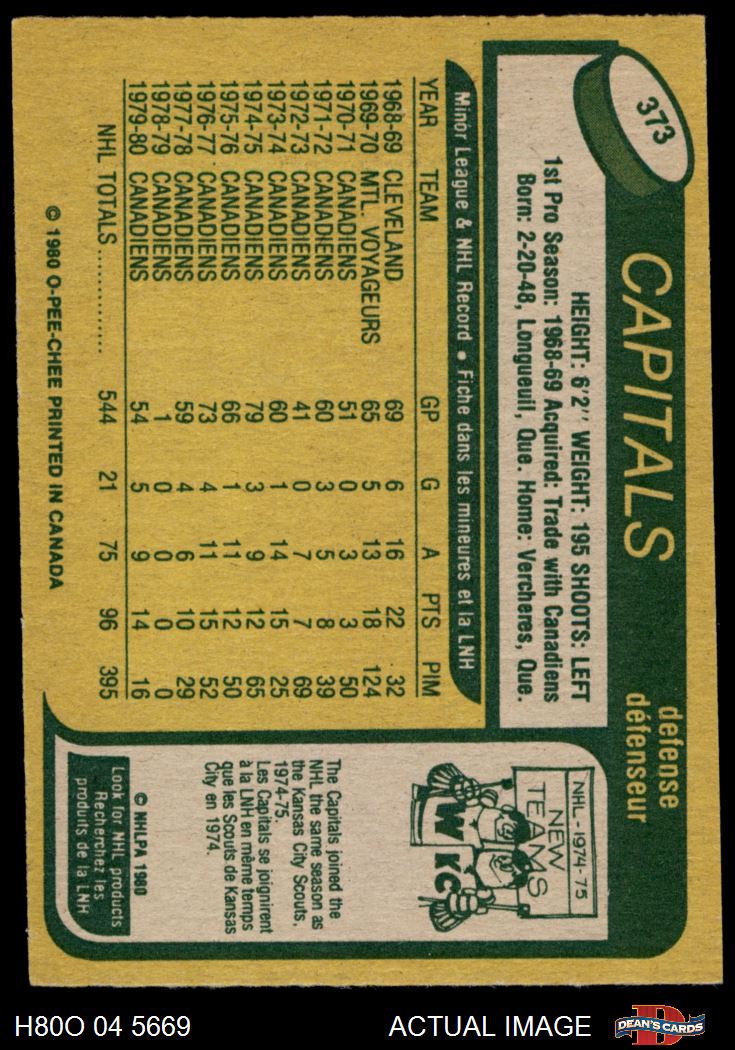 373
CAPITALS
defense
défenseur
HEIGHT: 6'2" WEIGHT: 195 SHOOTS: LEFT
1st Pro Season: 1968-69 Acquired: Trade with Canadiens
Born: 2-20-48, Longueuil, Que. Home: Vercheres, Que.
Minor League & NHL Record • Fiche dans les mineures et la LNH
YEAR TEAM GP G A PTS PIM
1968-69 CLEVELAND 69 6 16 22 32
1969-70 MTL. VOYAGEURS 65 5 13 18 124
1970-71 CANADIENS 51 0 3 3 50
1971-72 CANADIENS 60 3 5 8 39
1972-73 CANADIENS 41 0 7 7 69
1973-74 CANADIENS 60 1 14 15 25
1974-75 CANADIENS 79 3 9 12 65
1975-76 CANADIENS 66 1 11 12 50
1976-77 CANADIENS 73 4 11 15 52
1977-78 CANADIENS 59 4 6 10 29
1978-79 CANADIENS 1 0 0 0 0
1979-80 CANADIENS 54 5 9 14 16
NHL TOTALS .............. 544 21 75 96 395
© 1980 O-PEE-CHEE PRINTED IN CANADA
NHL-1974-75
NEW
TEAMS
W KC
The Capitals joined the
NHL the same season as
the Kansas City Scouts,
1974-75.
Les Capitals se joignirent
à la LNH en même temps
que les Scouts de Kansas
City en 1974.
© NHLPA 1980
Look for NHL products
Recherchez les
produits de la LNH
H80O 04 5669
ACTUAL IMAGE
D
DEAN'S CARDS